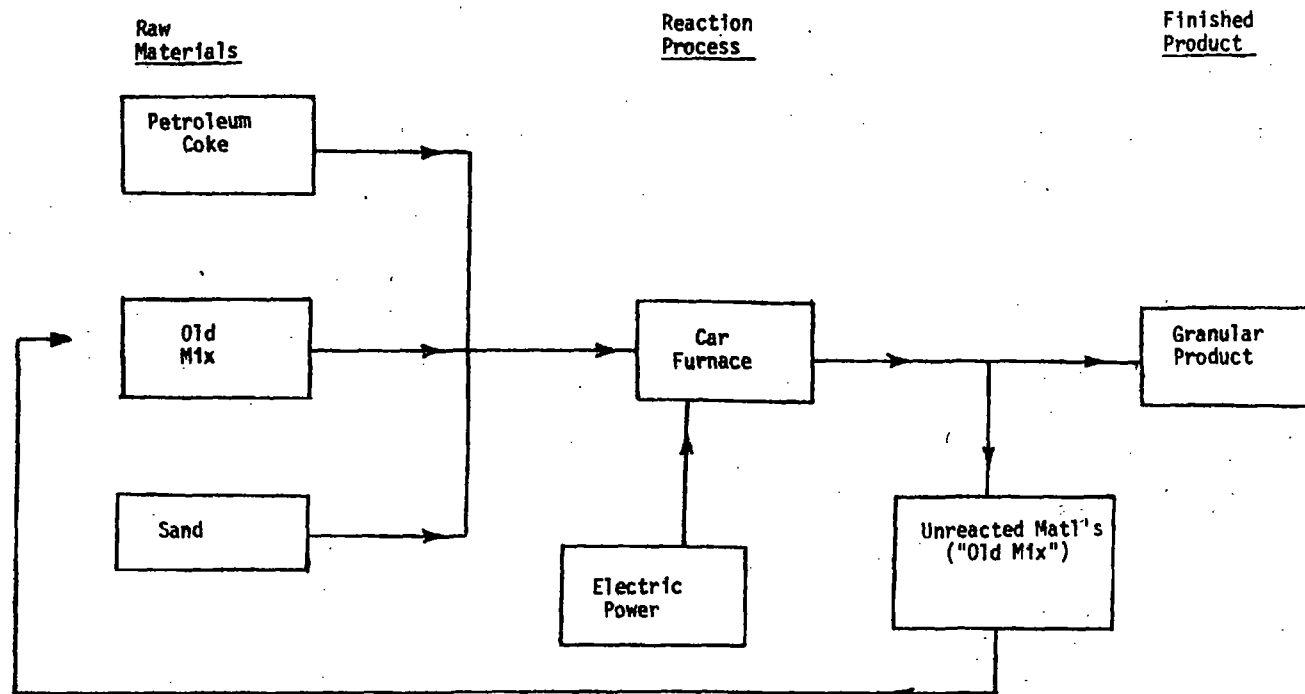 Raw
Materials
Reaction
Process
Finished
Product
Petroleum
Coke
Old
Mix
Car
Furnace
Granular
Product
Sand
Electric
Power
Unreacted Matl's
("Old Mix")